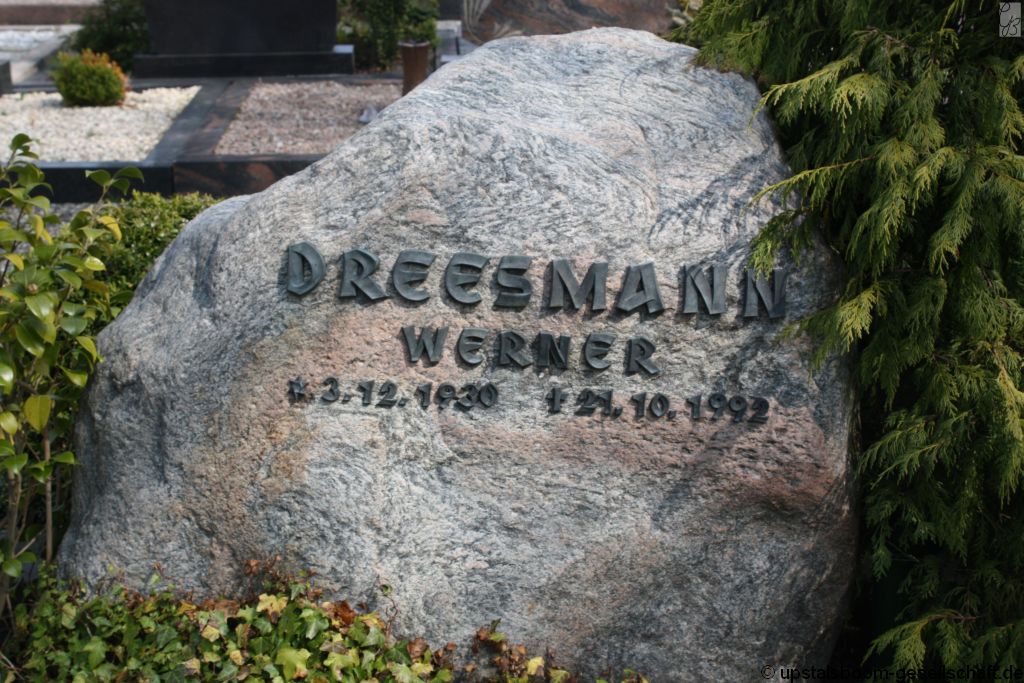 DREESMANN
WERNER
* 3. 12. 1930 † 21. 10. 1992
© upstalsboom-gesellschaft.de